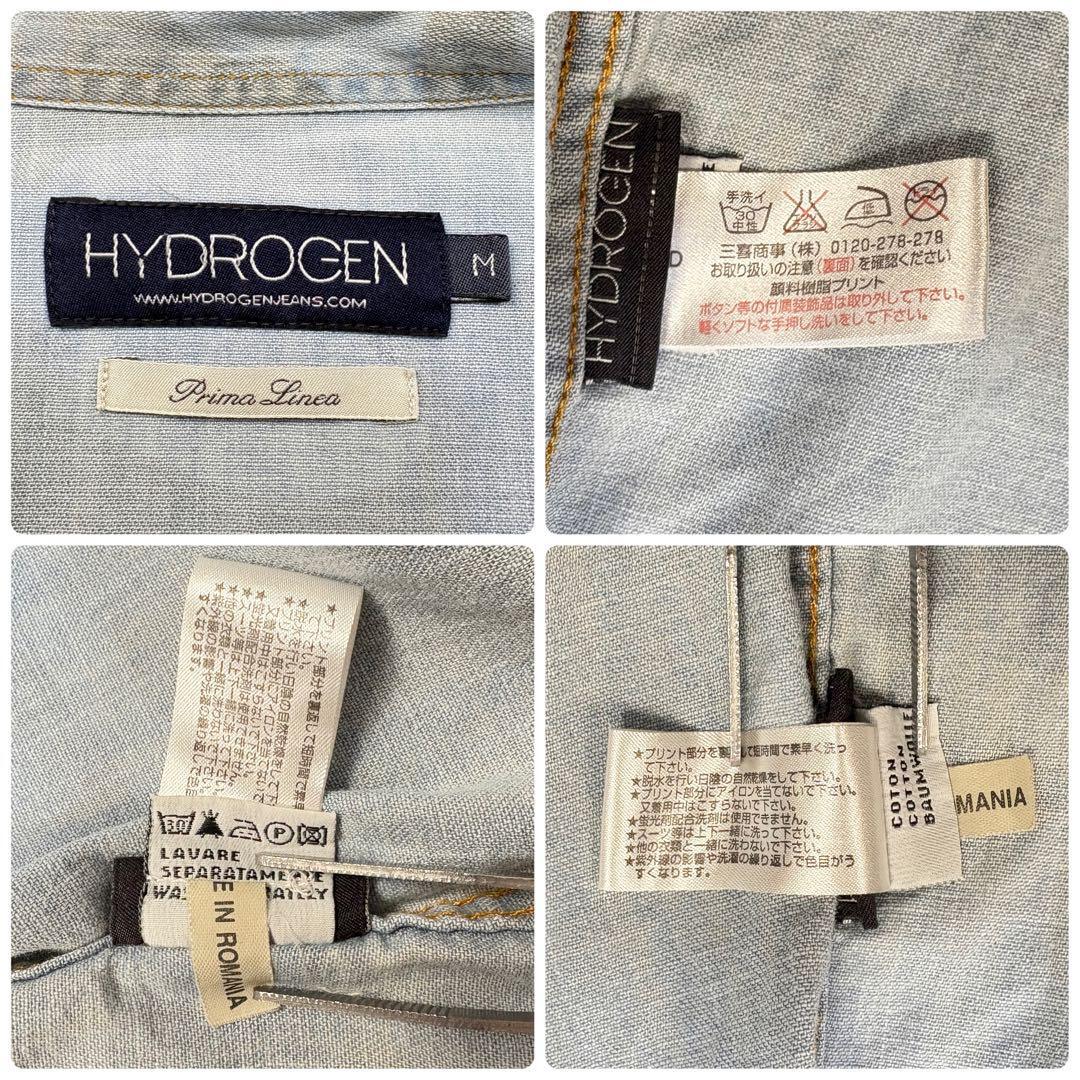 HYDROGEN
M
WWW.HYDROGENJEANS.COM
Prima Linea
HYDROGEN
D
手洗イ
30
中性
低
三喜商事（株）0120-278-278
お取り扱いの注意（裏面）を確認ください
顔料樹脂プリント
ボタン等の付属装飾品は取り外して下さい。
軽くソフトな手押し洗いをして下さい。
30
P
LAVARE
SEPARATAMENTE
E IN ROMANIA
★プリント部分を裏返して短時間で素早く洗っ
て下さい。
★脱水を行い日陰の自然乾燥をして下さい。
★プリント部分にアイロンを当てないで下さい。
又着用中はこすらないで下さい。
★蛍光剤配合洗剤は使用できません。
★スーツ等は上下一緒に洗って下さい。
★他の衣類と一緒に洗わないで下さい。
★紫外線の影響や洗濯の繰り返しで色目がう
すくなります。
COTON
COTTON
BAUMWOLLE
MANIA